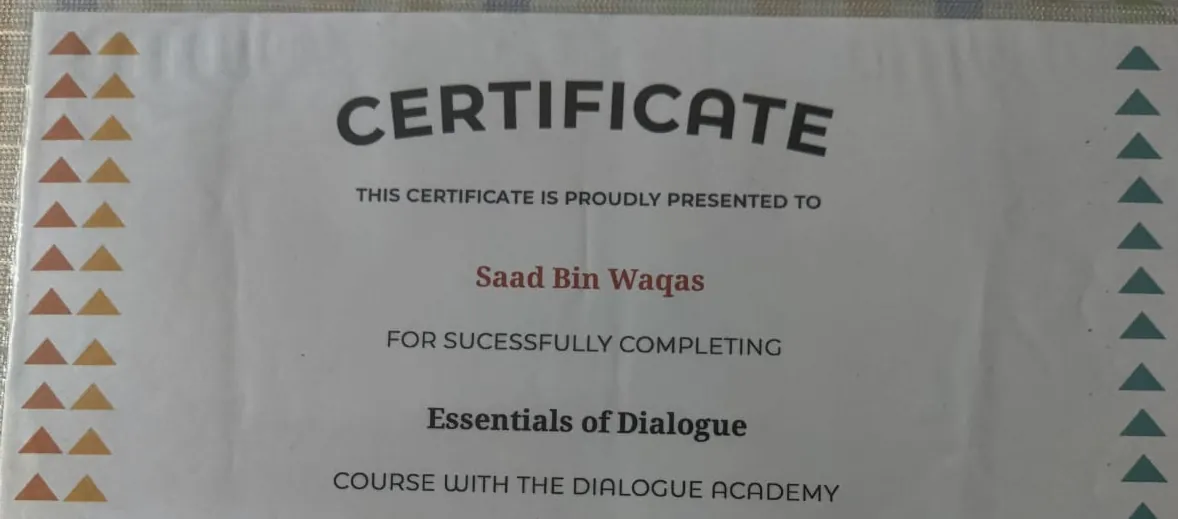 CERTIFICATE
THIS CERTIFICATE IS PROUDLY PRESENTED TO
Saad Bin Waqas
FOR SUCESSFULLY COMPLETING
Essentials of Dialogue
COURSE WITH THE DIALOGUE ACADEMY